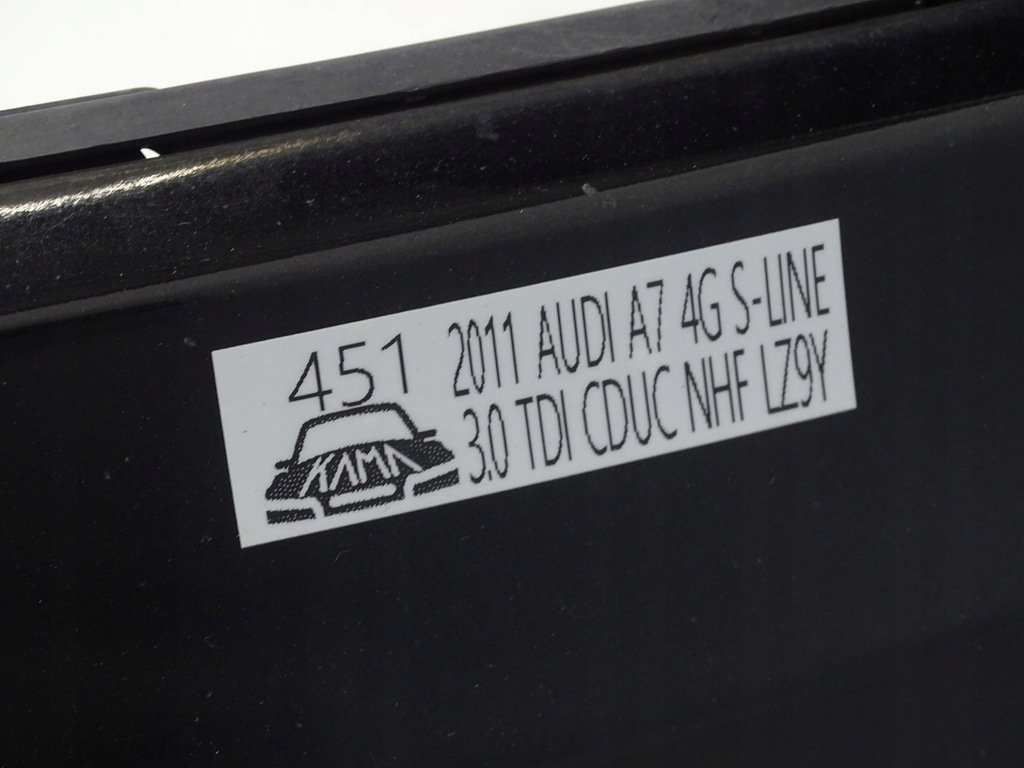 451
KAMA
2011 AUDI A7 4G S-LINE
3.0 TDI CDUC NHF LZ9Y